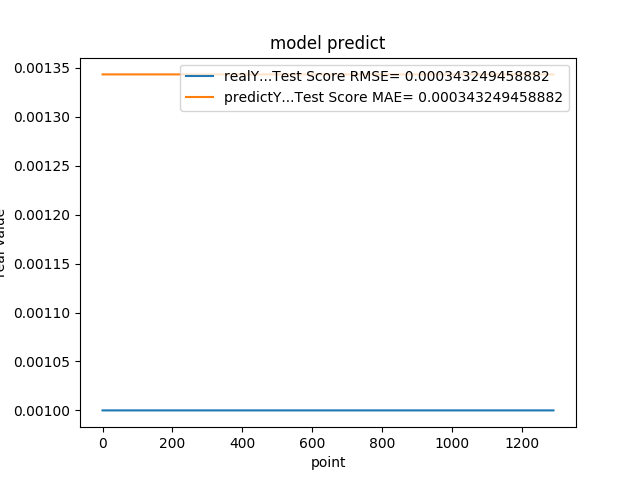 model predict
realY...Test Score RMSE= 0.000343249458882
predictY...Test Score MAE= 0.000343249458882
0.00135
0.00130
0.00125
0.00120
0.00115
0.00110
0.00105
0.00100
real value
0 200 400 600 800 1000 1200
point